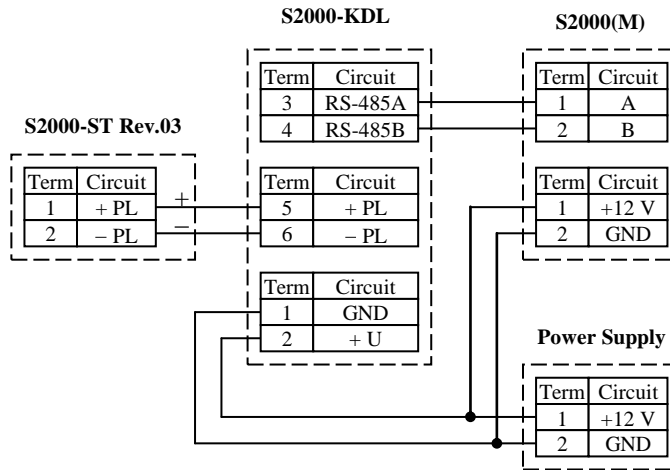 S2000-KDL
S2000(M)
Term Circuit
3 RS-485A
4 RS-485B
Term Circuit
1 A
2 B
S2000-ST Rev.03
Term Circuit
1 + PL
2 – PL
+
–
Term Circuit
5 + PL
6 – PL
Term Circuit
1 +12 V
2 GND
Term Circuit
1 GND
2 + U
Power Supply
Term Circuit
1 +12 V
2 GND